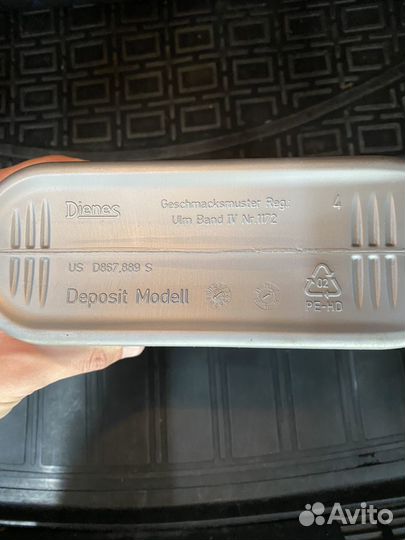 Dienes
Geschmacksmuster Reg.:
Ulm Band IV Nr.1172
4
US D867,889 S
Deposit Modell
02
PE-HD
Avito